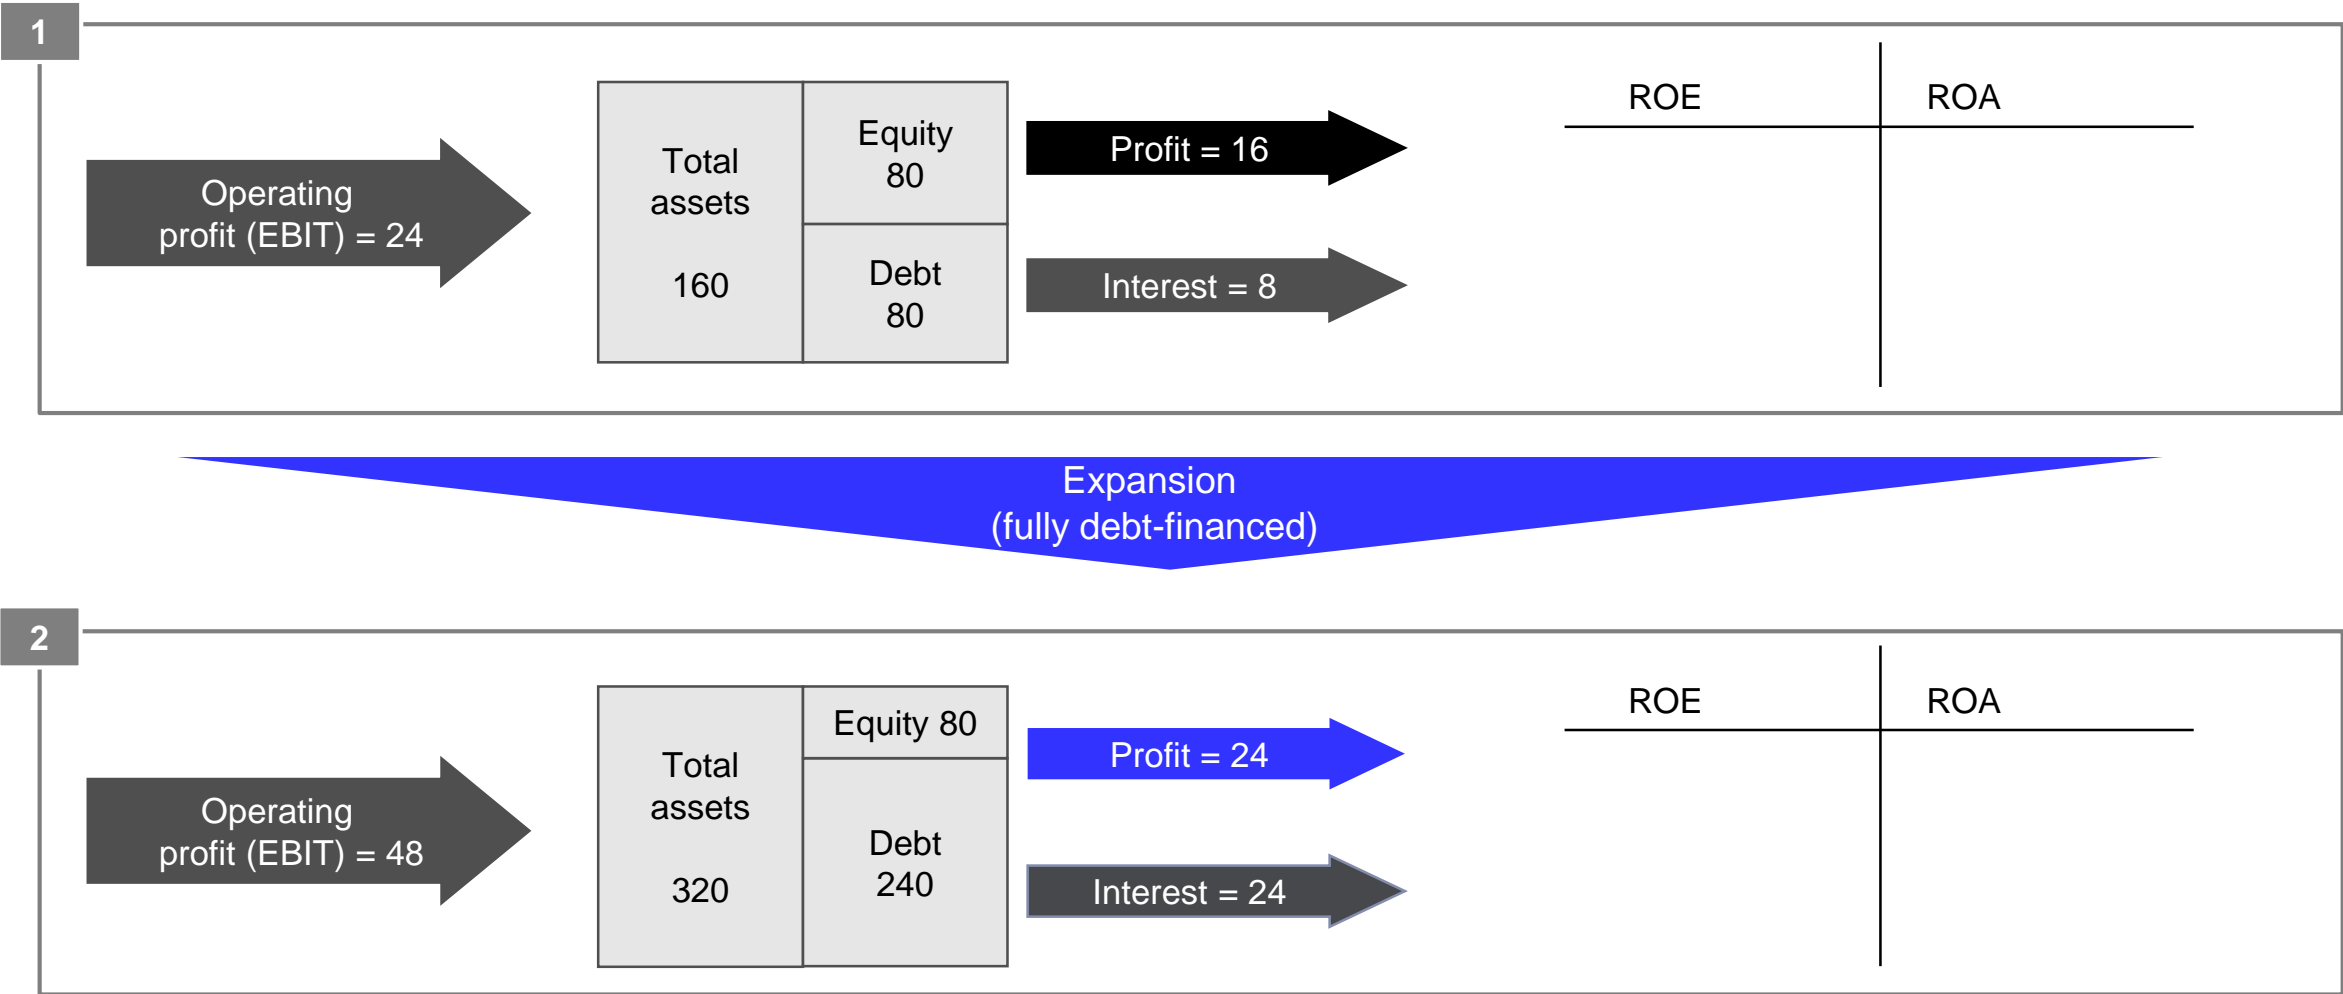 1
Operating
profit (EBIT) = 24
Total
assets
160
Equity
80
Debt
80
Profit = 16
Interest = 8
ROE
ROA
Expansion
(fully debt-financed)
2
Operating
profit (EBIT) = 48
Total
assets
320
Equity 80
Debt
240
Profit = 24
Interest = 24
ROE
ROA